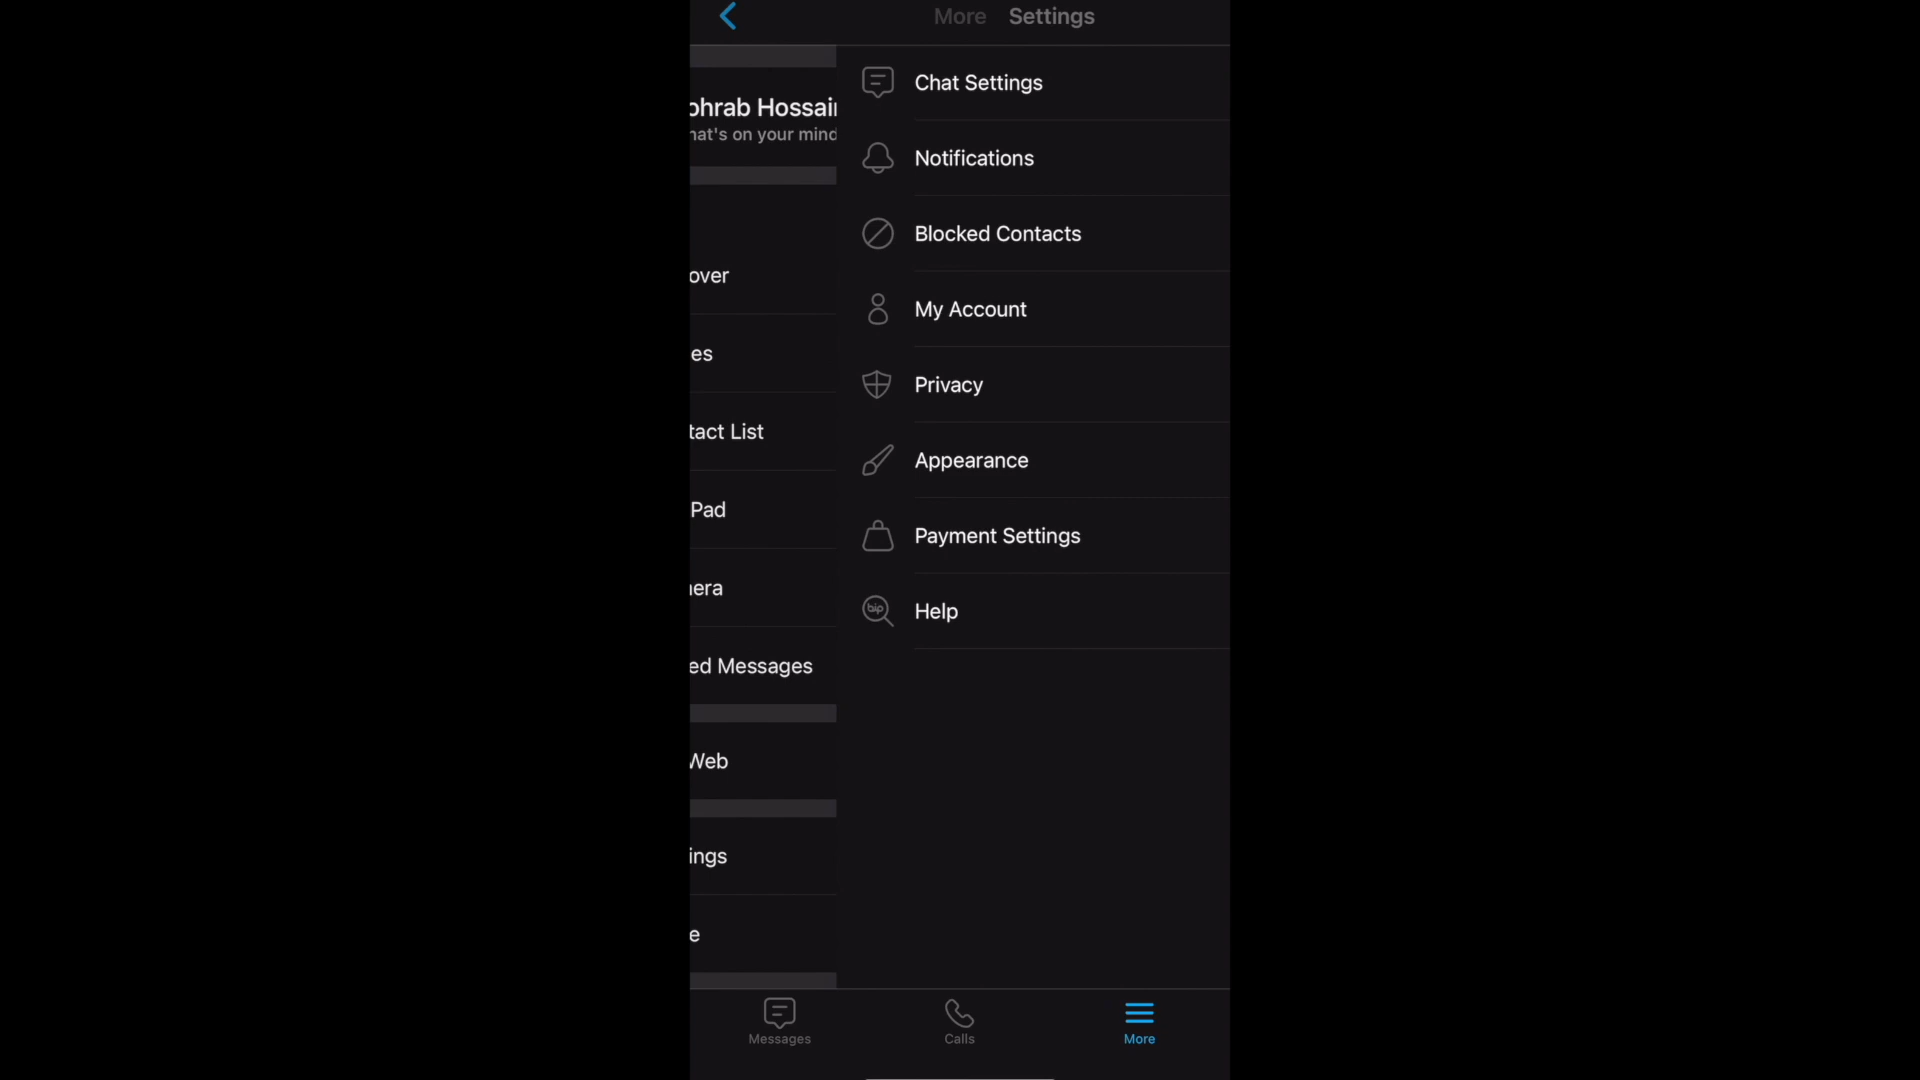 More Settings
ohrab Hossai
hat's on your mind
over
es
tact List
Pad
era
ed Messages
Web
ings
e
Chat Settings
Notifications
Blocked Contacts
My Account
Privacy
Appearance
Payment Settings
bip
Help
Messages
Calls
More